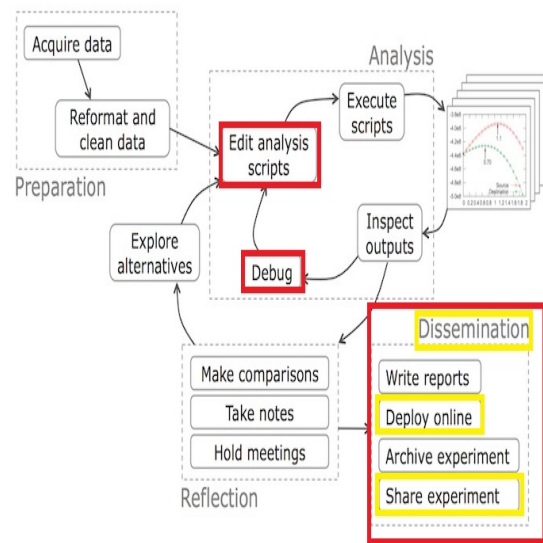 Acquire data
Reformat and
clean data
Preparation
Analysis
Edit analysis
scripts
Execute
scripts
Inspect
outputs
Debug
Explore
alternatives
Make comparisons
Take notes
Hold meetings
Reflection
Dissemination
Write reports
Deploy online
Archive experiment
Share experiment